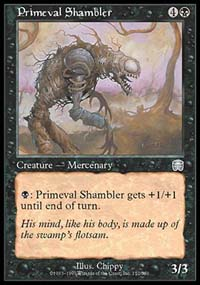 Primeval Shambler 4
Creature — Mercenary
: Primeval Shambler gets +1/+1
until end of turn.
His mind, like his body, is made up of
the swamp's flotsam.
Illus. Chippy
3/3